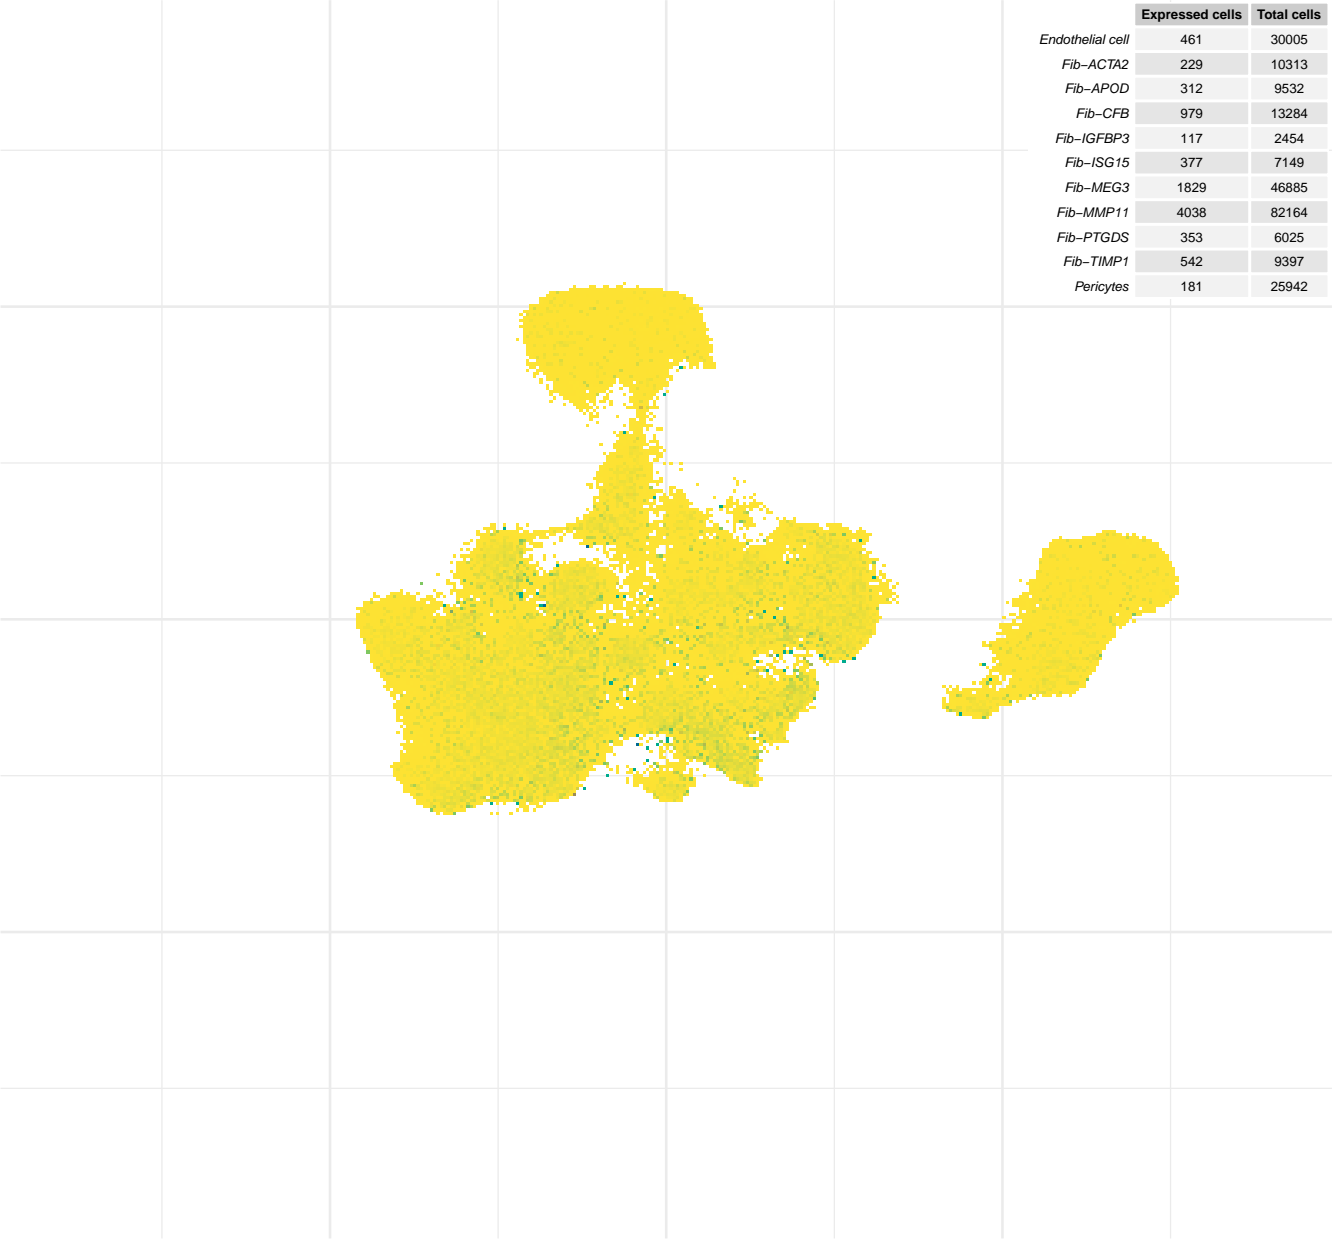 Expressed cells Total cells
Endothelial cell 461 30005
Fib−ACTA2 229 10313
Fib−APOD 312 9532
Fib−CFB 979 13284
Fib−IGFBP3 117 2454
Fib−ISG15 377 7149
Fib−MEG3 1829 46885
Fib−MMP11 4038 82164
Fib−PTGDS 353 6025
Fib−TIMP1 542 9397
Pericytes 181 25942